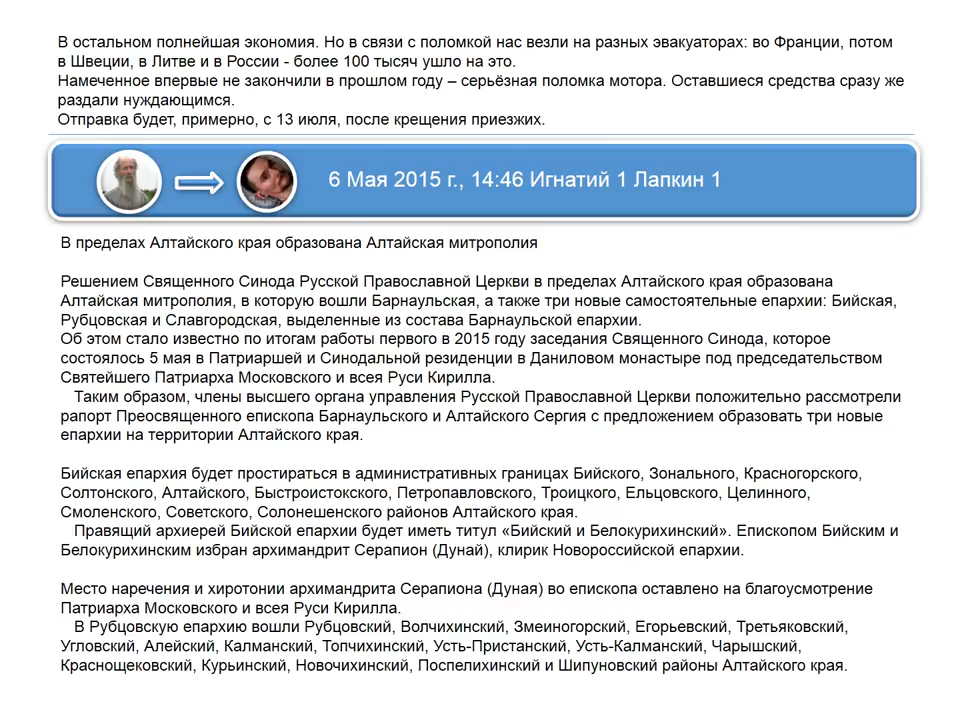 В остальном полнейшая экономия. Но в связи с поломкой нас везли на разных эвакуаторах: во Франции, потом
в Швеции, в Литве и в России - более 100 тысяч ушло на это.
Намеченное впервые не закончили в прошлом году – серьёзная поломка мотора. Оставшиеся средства сразу же
раздали нуждающимся.
Отправка будет, примерно, с 13 июля, после крещения приезжих.
6 Мая 2015 г., 14:46 Игнатий 1 Лапкин 1
В пределах Алтайского края образована Алтайская митрополия
Решением Священного Синода Русской Православной Церкви в пределах Алтайского края образована
Алтайская митрополия, в которую вошли Барнаульская, а также три новые самостоятельные епархии: Бийская,
Рубцовская и Славгородская, выделенные из состава Барнаульской епархии.
Об этом стало известно по итогам работы первого в 2015 году заседания Священного Синода, которое
состоялось 5 мая в Патриаршей и Синодальной резиденции в Даниловом монастыре под председательством
Святейшего Патриарха Московского и всея Руси Кирилла.
Таким образом, члены высшего органа управления Русской Православной Церкви положительно рассмотрели
рапорт Преосвященного епископа Барнаульского и Алтайского Сергия с предложением образовать три новые
епархии на территории Алтайского края.
Бийская епархия будет простираться в административных границах Бийского, Зонального, Красногорского,
Солтонского, Алтайского, Быстроистокского, Петропавловского, Троицкого, Ельцовского, Целинного,
Смоленского, Советского, Солонешенского районов Алтайского края.
Правящий архиерей Бийской епархии будет иметь титул «Бийский и Белокурихинский». Епископом Бийским и
Белокурихинским избран архимандрит Серапион (Дунай), клирик Новороссийской епархии.
Место наречения и хиротонии архимандрита Серапиона (Дуная) во епископа оставлено на благоусмотрение
Патриарха Московского и всея Руси Кирилла.
В Рубцовскую епархию вошли Рубцовский, Волчихинский, Змеиногорский, Егорьевский, Третьяковский,
Угловский, Алейский, Калманский, Топчихинский, Усть-Пристанский, Усть-Калманский, Чарышский,
Краснощековский, Курьинский, Новочихинский, Поспелихинский и Шипуновский районы Алтайского края.